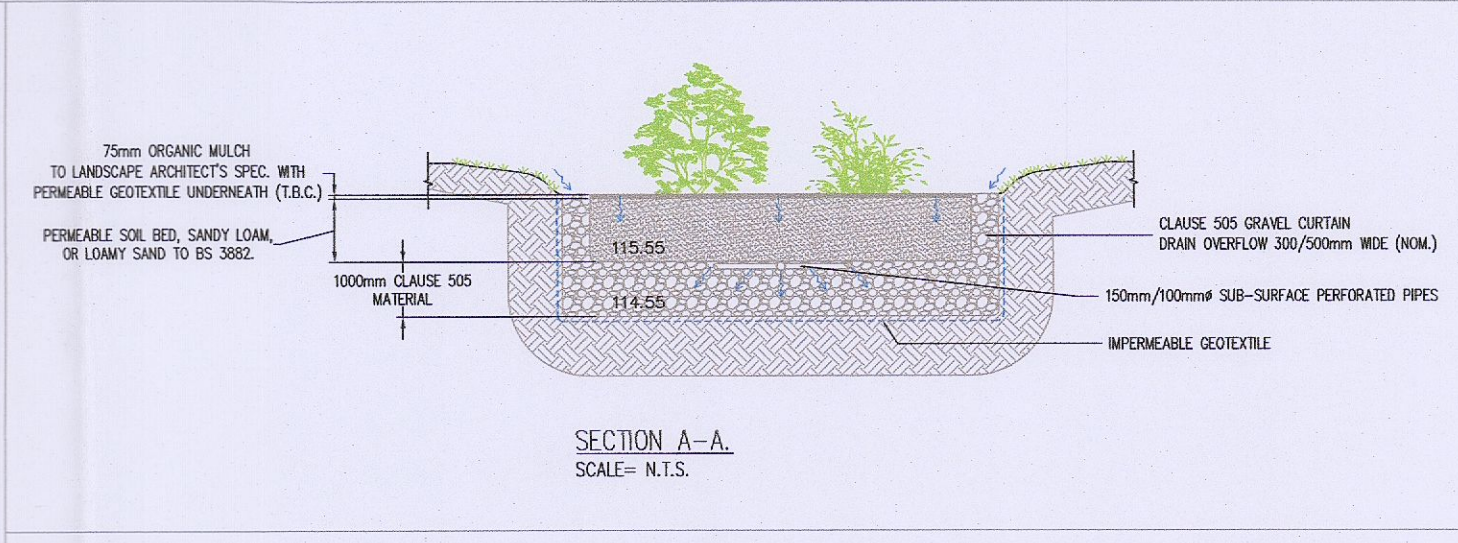 75mm ORGANIC MULCH
TO LANDSCAPE ARCHITECT'S SPEC. WITH
PERMEABLE GEOTEXTILE UNDERNEATH (T.B.C.)
PERMEABLE SOIL BED, SANDY LOAM,
OR LOAMY SAND TO BS 3882.
1000mm CLAUSE 505
MATERIAL
115.55
114.55
CLAUSE 505 GRAVEL CURTAIN
DRAIN OVERFLOW 300/500mm WIDE (NOM.)
150mm/100mmø SUB-SURFACE PERFORATED PIPES
IMPERMEABLE GEOTEXTILE
SECTION A-A.
SCALE= N.T.S.